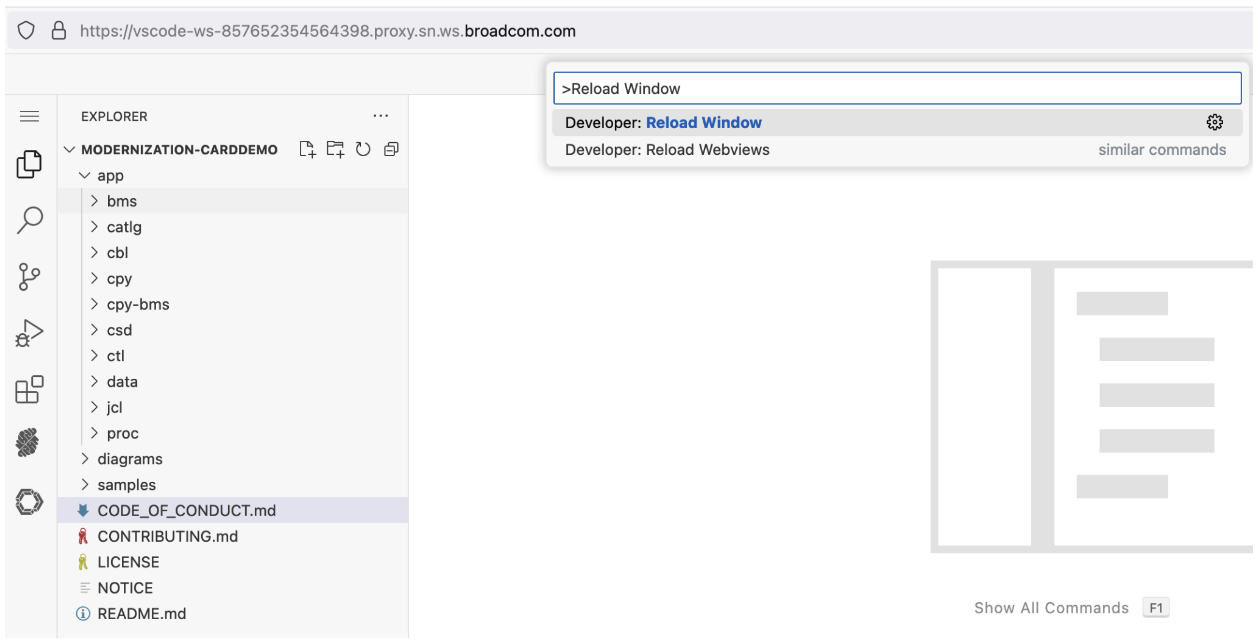 https://vscode-ws-857652354564398.proxy.sn.ws.broadcom.com
>Reload Window
Developer: Reload Window
Developer: Reload Webviews similar commands
EXPLORER
MODERNIZATION-CARDDEMO
app
bms
catlg
cbl
cpy
cpy-bms
csd
ctl
data
jcl
proc
diagrams
samples
CODE_OF_CONDUCT.md
CONTRIBUTING.md
LICENSE
NOTICE
README.md
Show All Commands F1